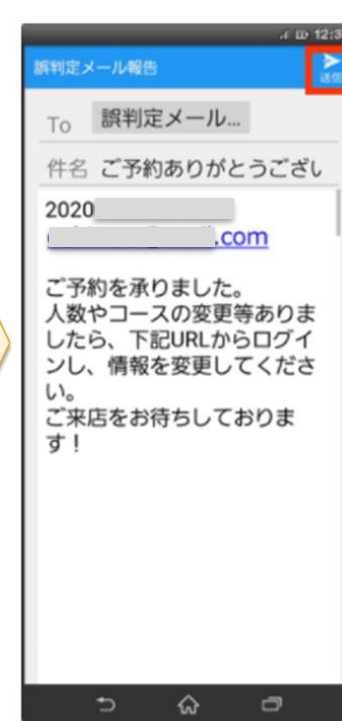 12:3
誤判定メール報告
送信
To 誤判定メール...
件名 ご予約ありがとうござい
2020
.com
ご予約を承りました。
人数やコースの変更等ありま
したら、下記URLからログイ
ンし、情報を変更してくださ
い。
ご来店をお待ちしておりま
す！